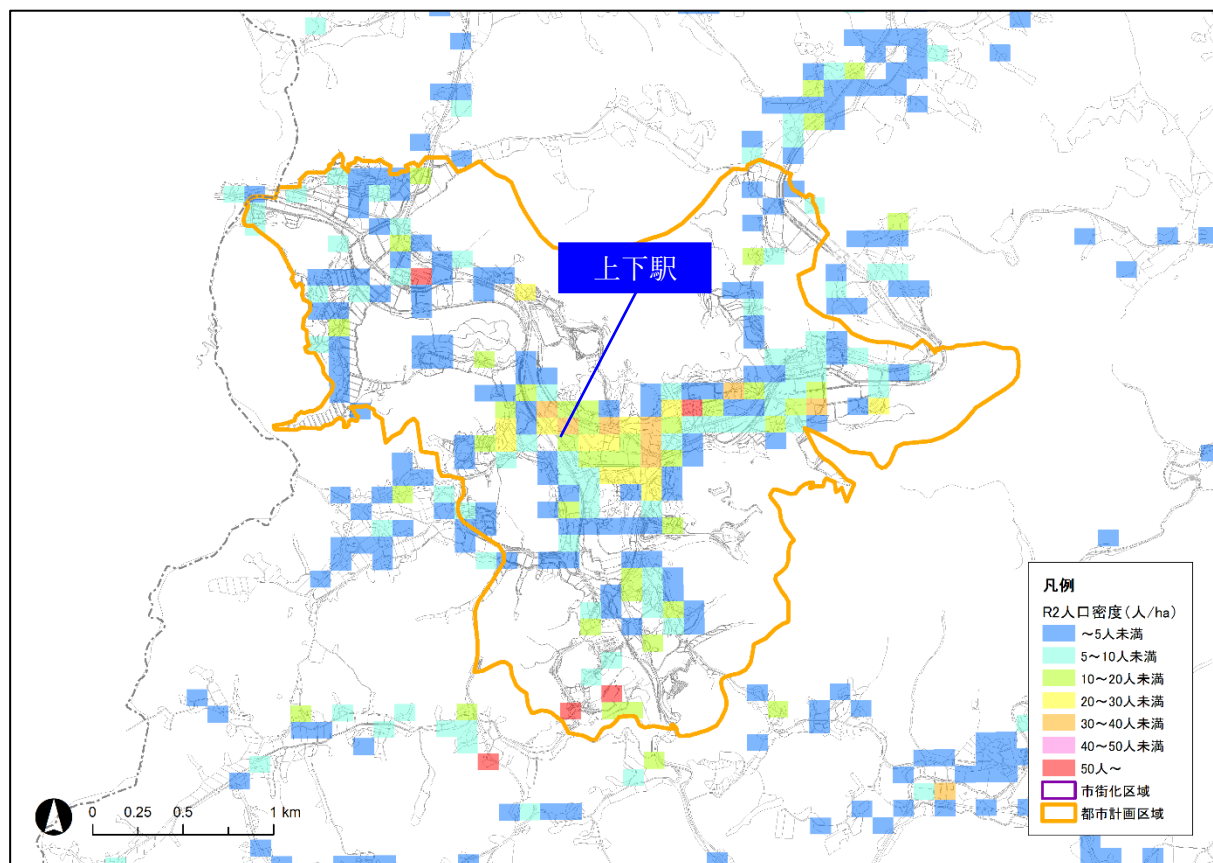 上下駅
凡例
R2人口密度(人/ha)
～5人未満
5～10人未満
10～20人未満
20～30人未満
30～40人未満
40～50人未満
50人～
市街化区域
都市計画区域
0 0.25 0.5 1 km